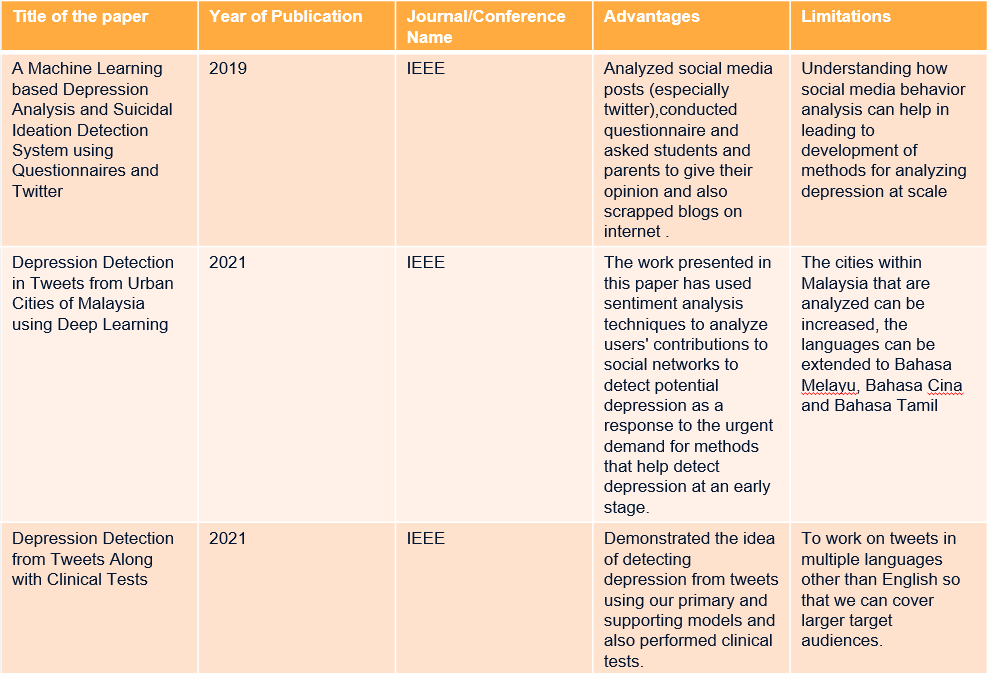 Title of the paper
Year of Publication
Journal/Conference
Name
Advantages
Limitations
A Machine Learning
based Depression
Analysis and Suicidal
Ideation Detection
System using
Questionnaires and
Twitter
2019
IEEE
Analyzed social media
posts (especially
twitter),conducted
questionnaire and
asked students and
parents to give their
opinion and also
scrapped blogs on
internet .
Understanding how
social media behavior
analysis can help in
leading to
development of
methods for analyzing
depression at scale
Depression Detection
in Tweets from Urban
Cities of Malaysia
using Deep Learning
2021
IEEE
The work presented in
this paper has used
sentiment analysis
techniques to analyze
users' contributions to
social networks to
detect potential
depression as a
response to the urgent
demand for methods
that help detect
depression at an early
stage.
The cities within
Malaysia that are
analyzed can be
increased, the
languages can be
extended to Bahasa
Melayu, Bahasa Cina
and Bahasa Tamil
Depression Detection
from Tweets Along
with Clinical Tests
2021
IEEE
Demonstrated the idea
of detecting
depression from tweets
using our primary and
supporting models and
also performed clinical
tests.
To work on tweets in
multiple languages
other than English so
that we can cover
larger target
audiences.